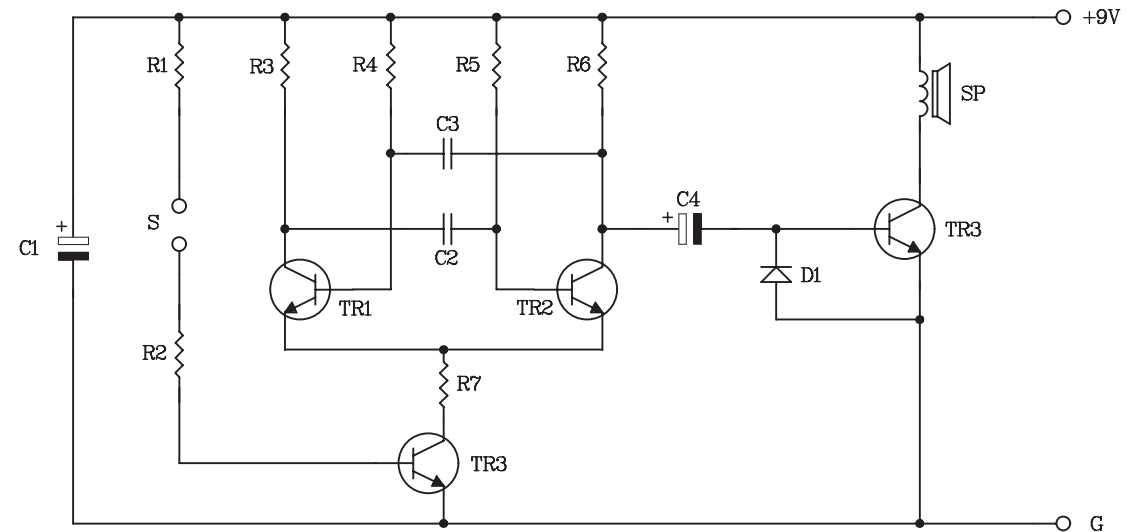 +9V
R1
R3
R4
R5
R6
SP
C3
S
C4
+
+
C1
C2
TR3
D1
TR1
TR2
R2
R7
TR3
G